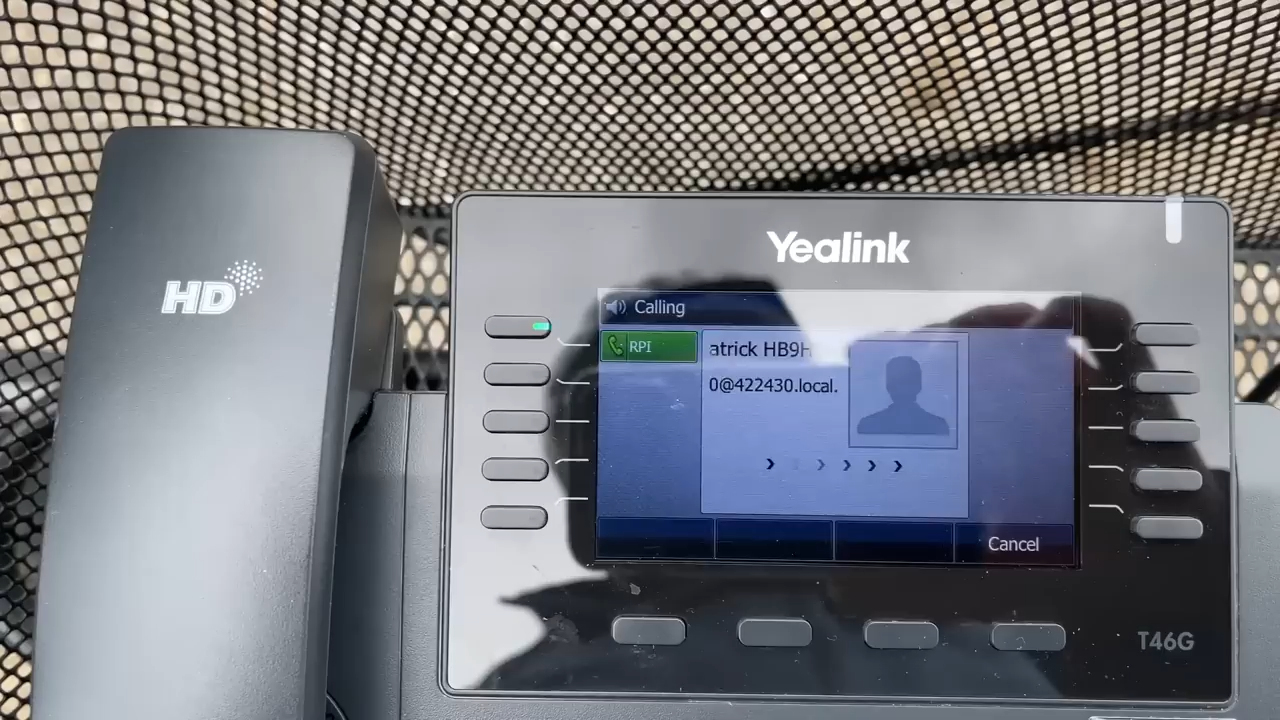 Yealink
HD
Calling
RPI
atrick HB9H
0@422430.local.
Cancel
T46G